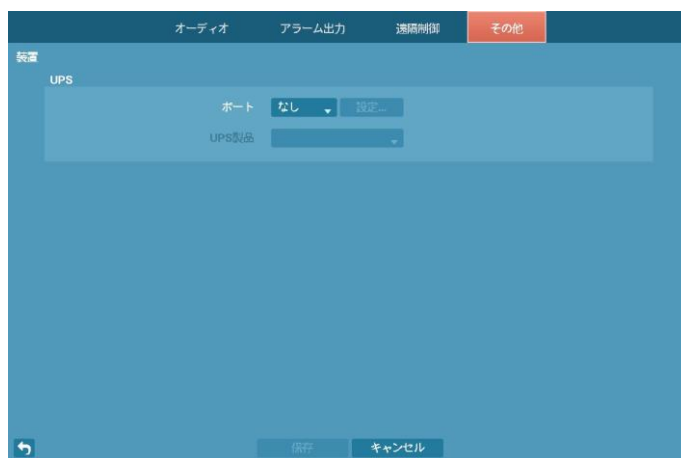 オーディオ アラーム出力 遠隔制御 その他
装置
UPS
ポート なし 設定...
UPS製品
保存 キャンセル